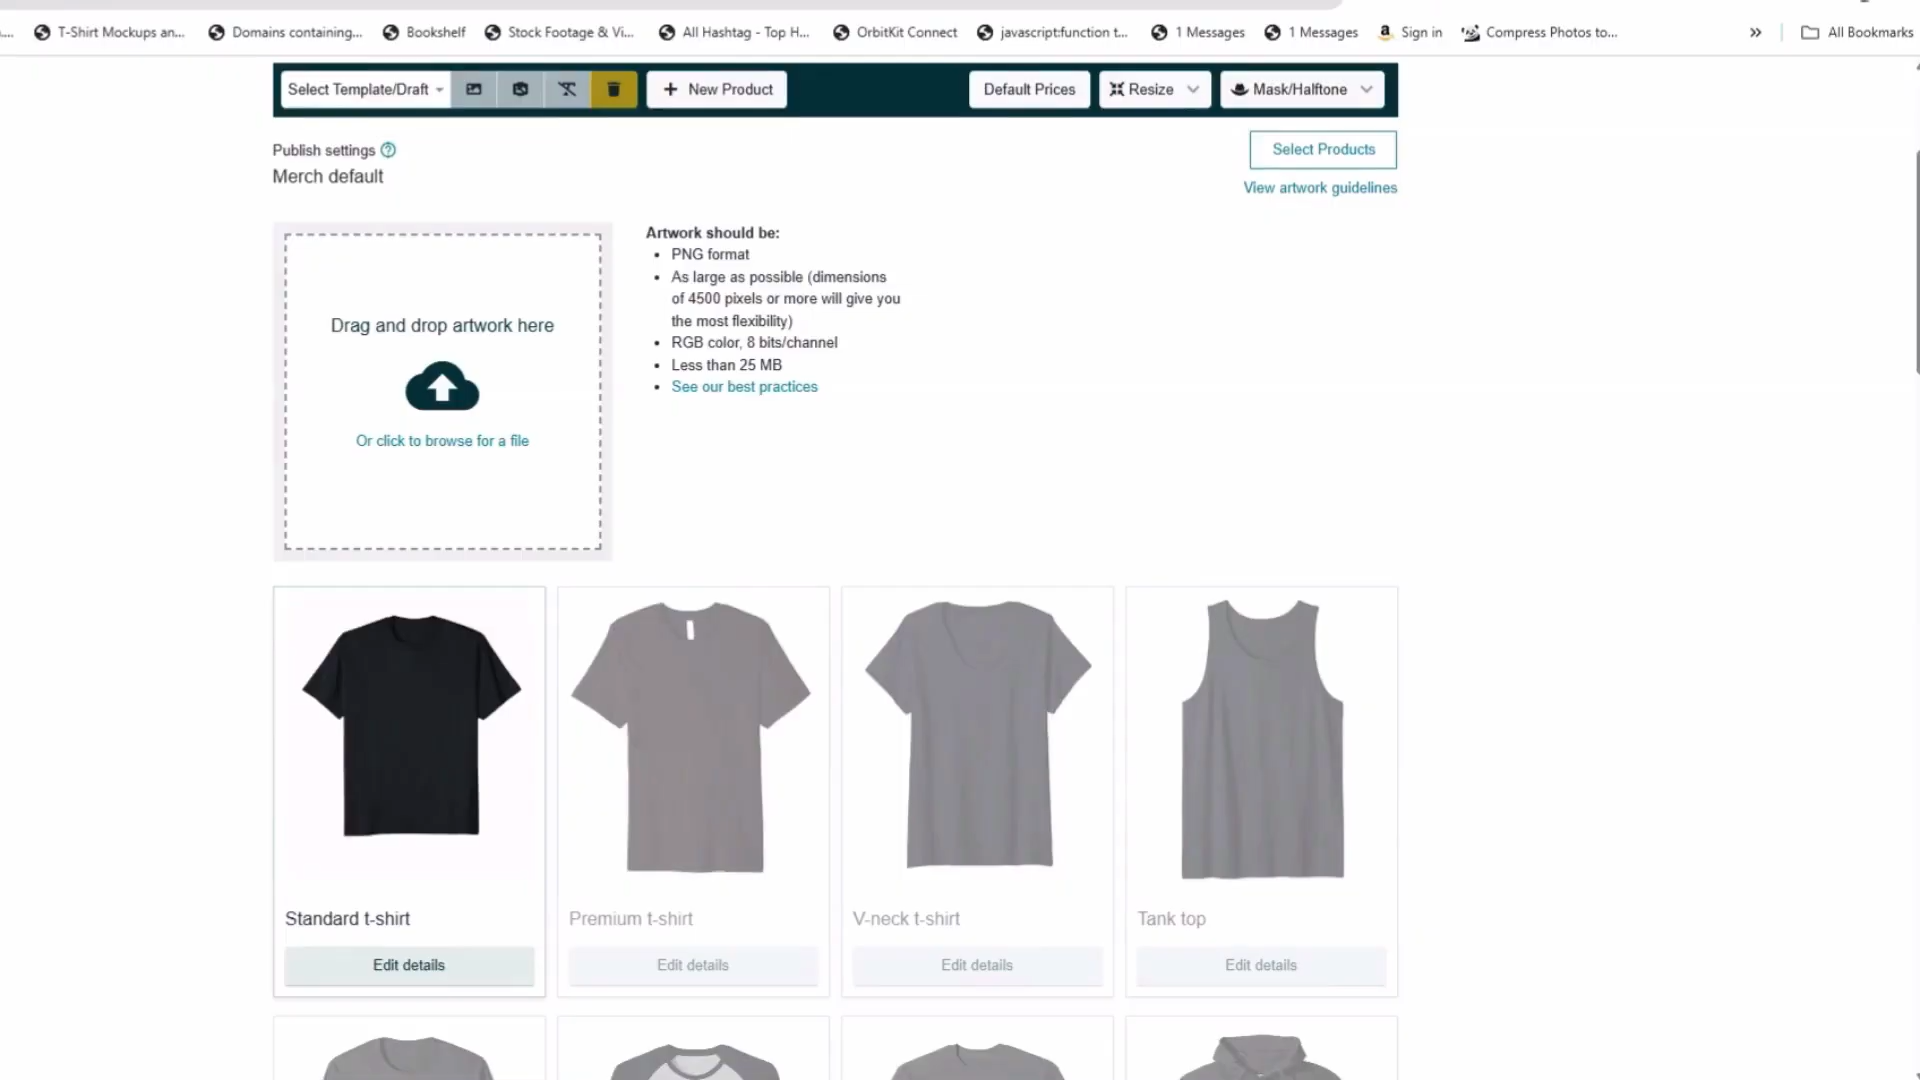 T-Shirt Mockups an... Domains containing... Bookshelf Stock Footage & Vi... All Hashtag - Top H... OrbitKit Connect javascript:function t... 1 Messages 1 Messages Sign in Compress Photos to... » All Bookmarks
Select Template/Draft + New Product Default Prices Resize Mask/Halftone
Publish settings ?
Merch default
Select Products
View artwork guidelines
Drag and drop artwork here
Or click to browse for a file
Artwork should be:
• PNG format
• As large as possible (dimensions
of 4500 pixels or more will give you
the most flexibility)
• RGB color, 8 bits/channel
• Less than 25 MB
• See our best practices
Standard t-shirt Premium t-shirt V-neck t-shirt Tank top
Edit details Edit details Edit details Edit details